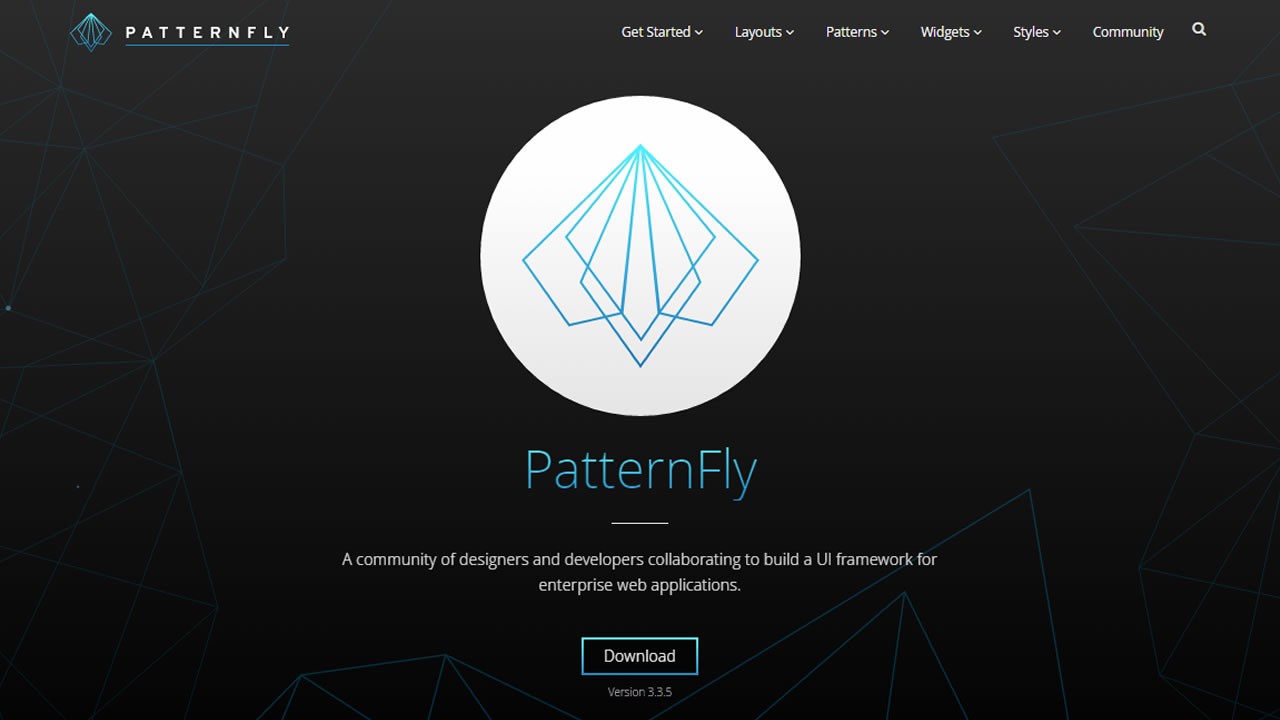 PATTERNFLY
Get Started
Layouts
Patterns
Widgets
Styles
Community
PatternFly
A community of designers and developers collaborating to build a UI framework for
enterprise web applications.
Download
Version 3.3.5